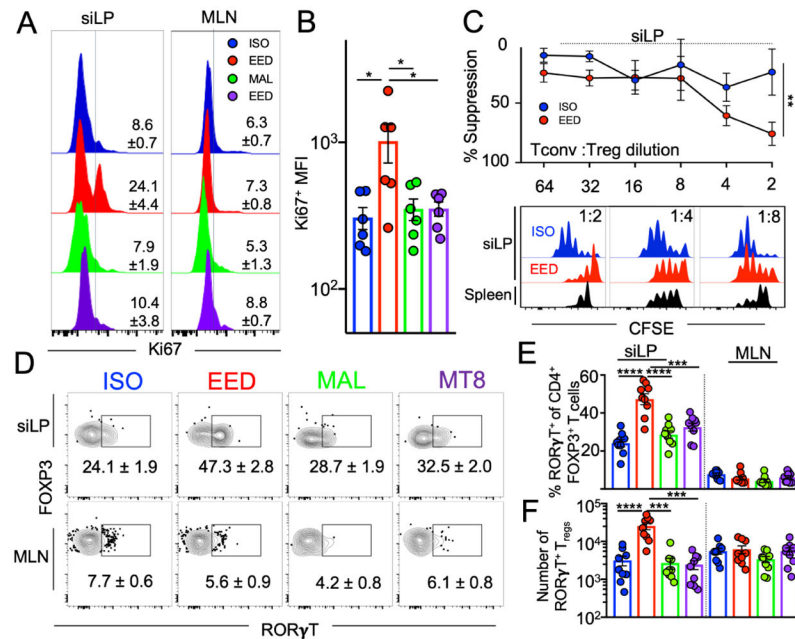 A
siLP
MLN
ISO
EED
MAL
EED
8.6
±0.7
6.3
±0.7
24.1
±4.4
7.3
±0.8
7.9
±1.9
5.3
±1.3
10.4
±3.8
8.8
±0.7
Ki67
B
*
*
*
Ki67+ MFI
10³
10²
C
siLP
% Suppression
0
50
100
ISO
EED
**
Tconv :Treg dilution
64 32 16 8 4 2
1:2 1:4 1:8
siLP
ISO
EED
Spleen
CFSE
D
ISO EED MAL MT8
siLP
24.1 ± 1.9 47.3 ± 2.8 28.7 ± 1.9 32.5 ± 2.0
FOXP3
MLN
7.7 ± 0.6 5.6 ± 0.9 4.2 ± 0.8 6.1 ± 0.8
RORγT
E
siLP
MLN
***
**** ****
% RORγT+ of CD4+
FOXP3+ T cells
60
40
20
F
***
**** ***
Number of
RORγT+ Tregs
10⁵
10⁴
10³
10²